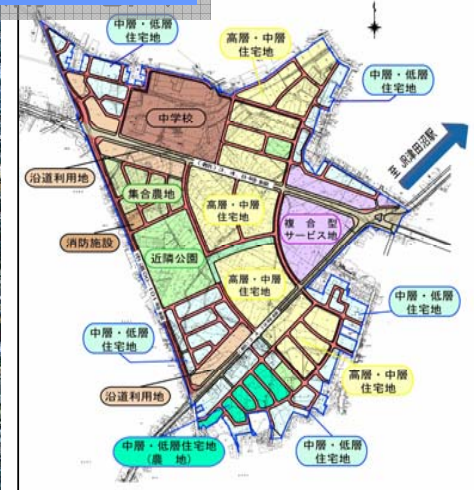 中層・低層
住宅地
高層・中層
住宅地
中層・低層
住宅地
中学校
至 JR津田沼駅
沿道利用地
集合農地
高層・中層
住宅地
複合型
サービス地
消防施設
近隣公園
高層・中層
住宅地
中層・低層
住宅地
中層・低層
住宅地
高層・中層
住宅地
沿道利用地
中層・低層住宅地
（農 地）
中層・低層
住宅地